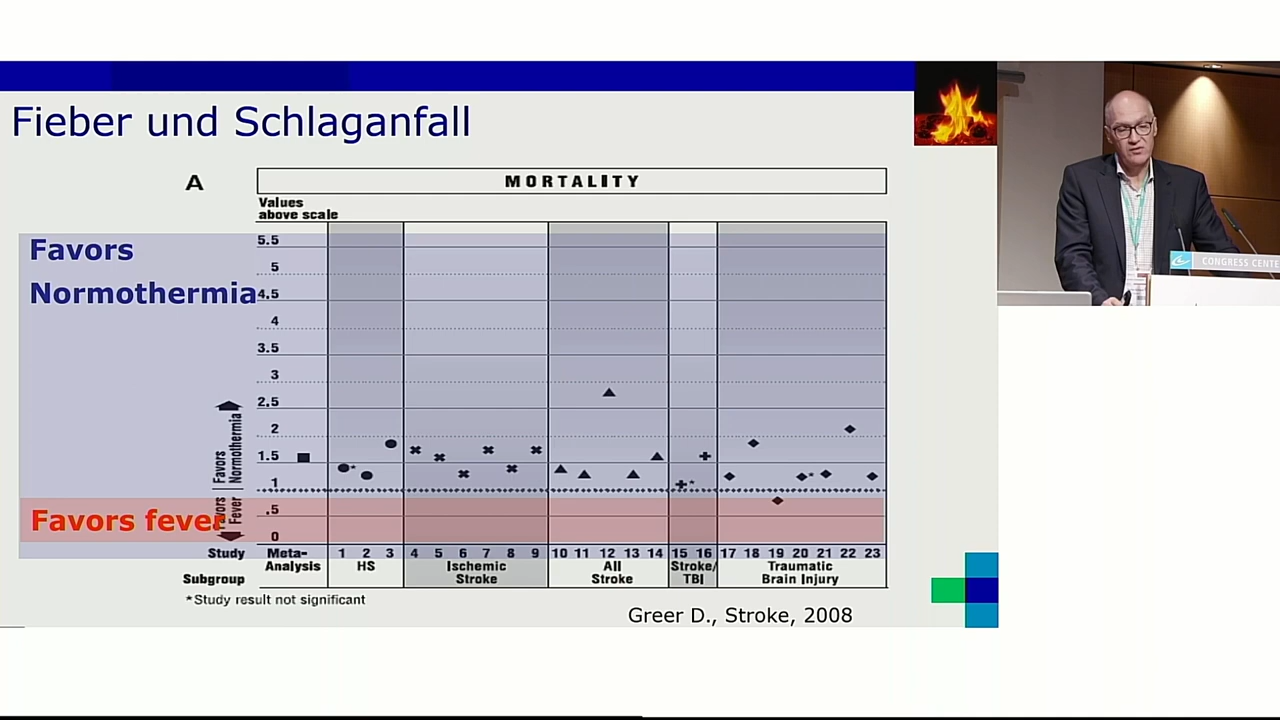 Fieber und Schlaganfall
A
MORTALITY
Values
above scale
Favors
Normothermia
5.5
5
4.5
4
3.5
3
2.5
2
1.5
1
.5
0
Favors
Normothermia
Favors
Fever
Favors fever
Study
Meta-
Analysis
1 2 3 4 5 6 7 8 9 10 11 12 13 14 15 16 17 18 19 20 21 22 23
Subgroup
HS
Ischemic
Stroke
All
Stroke
Stroke/
TBI
Traumatic
Brain Injury
*Study result not significant
Greer D., Stroke, 2008
CONGRESS CENTE